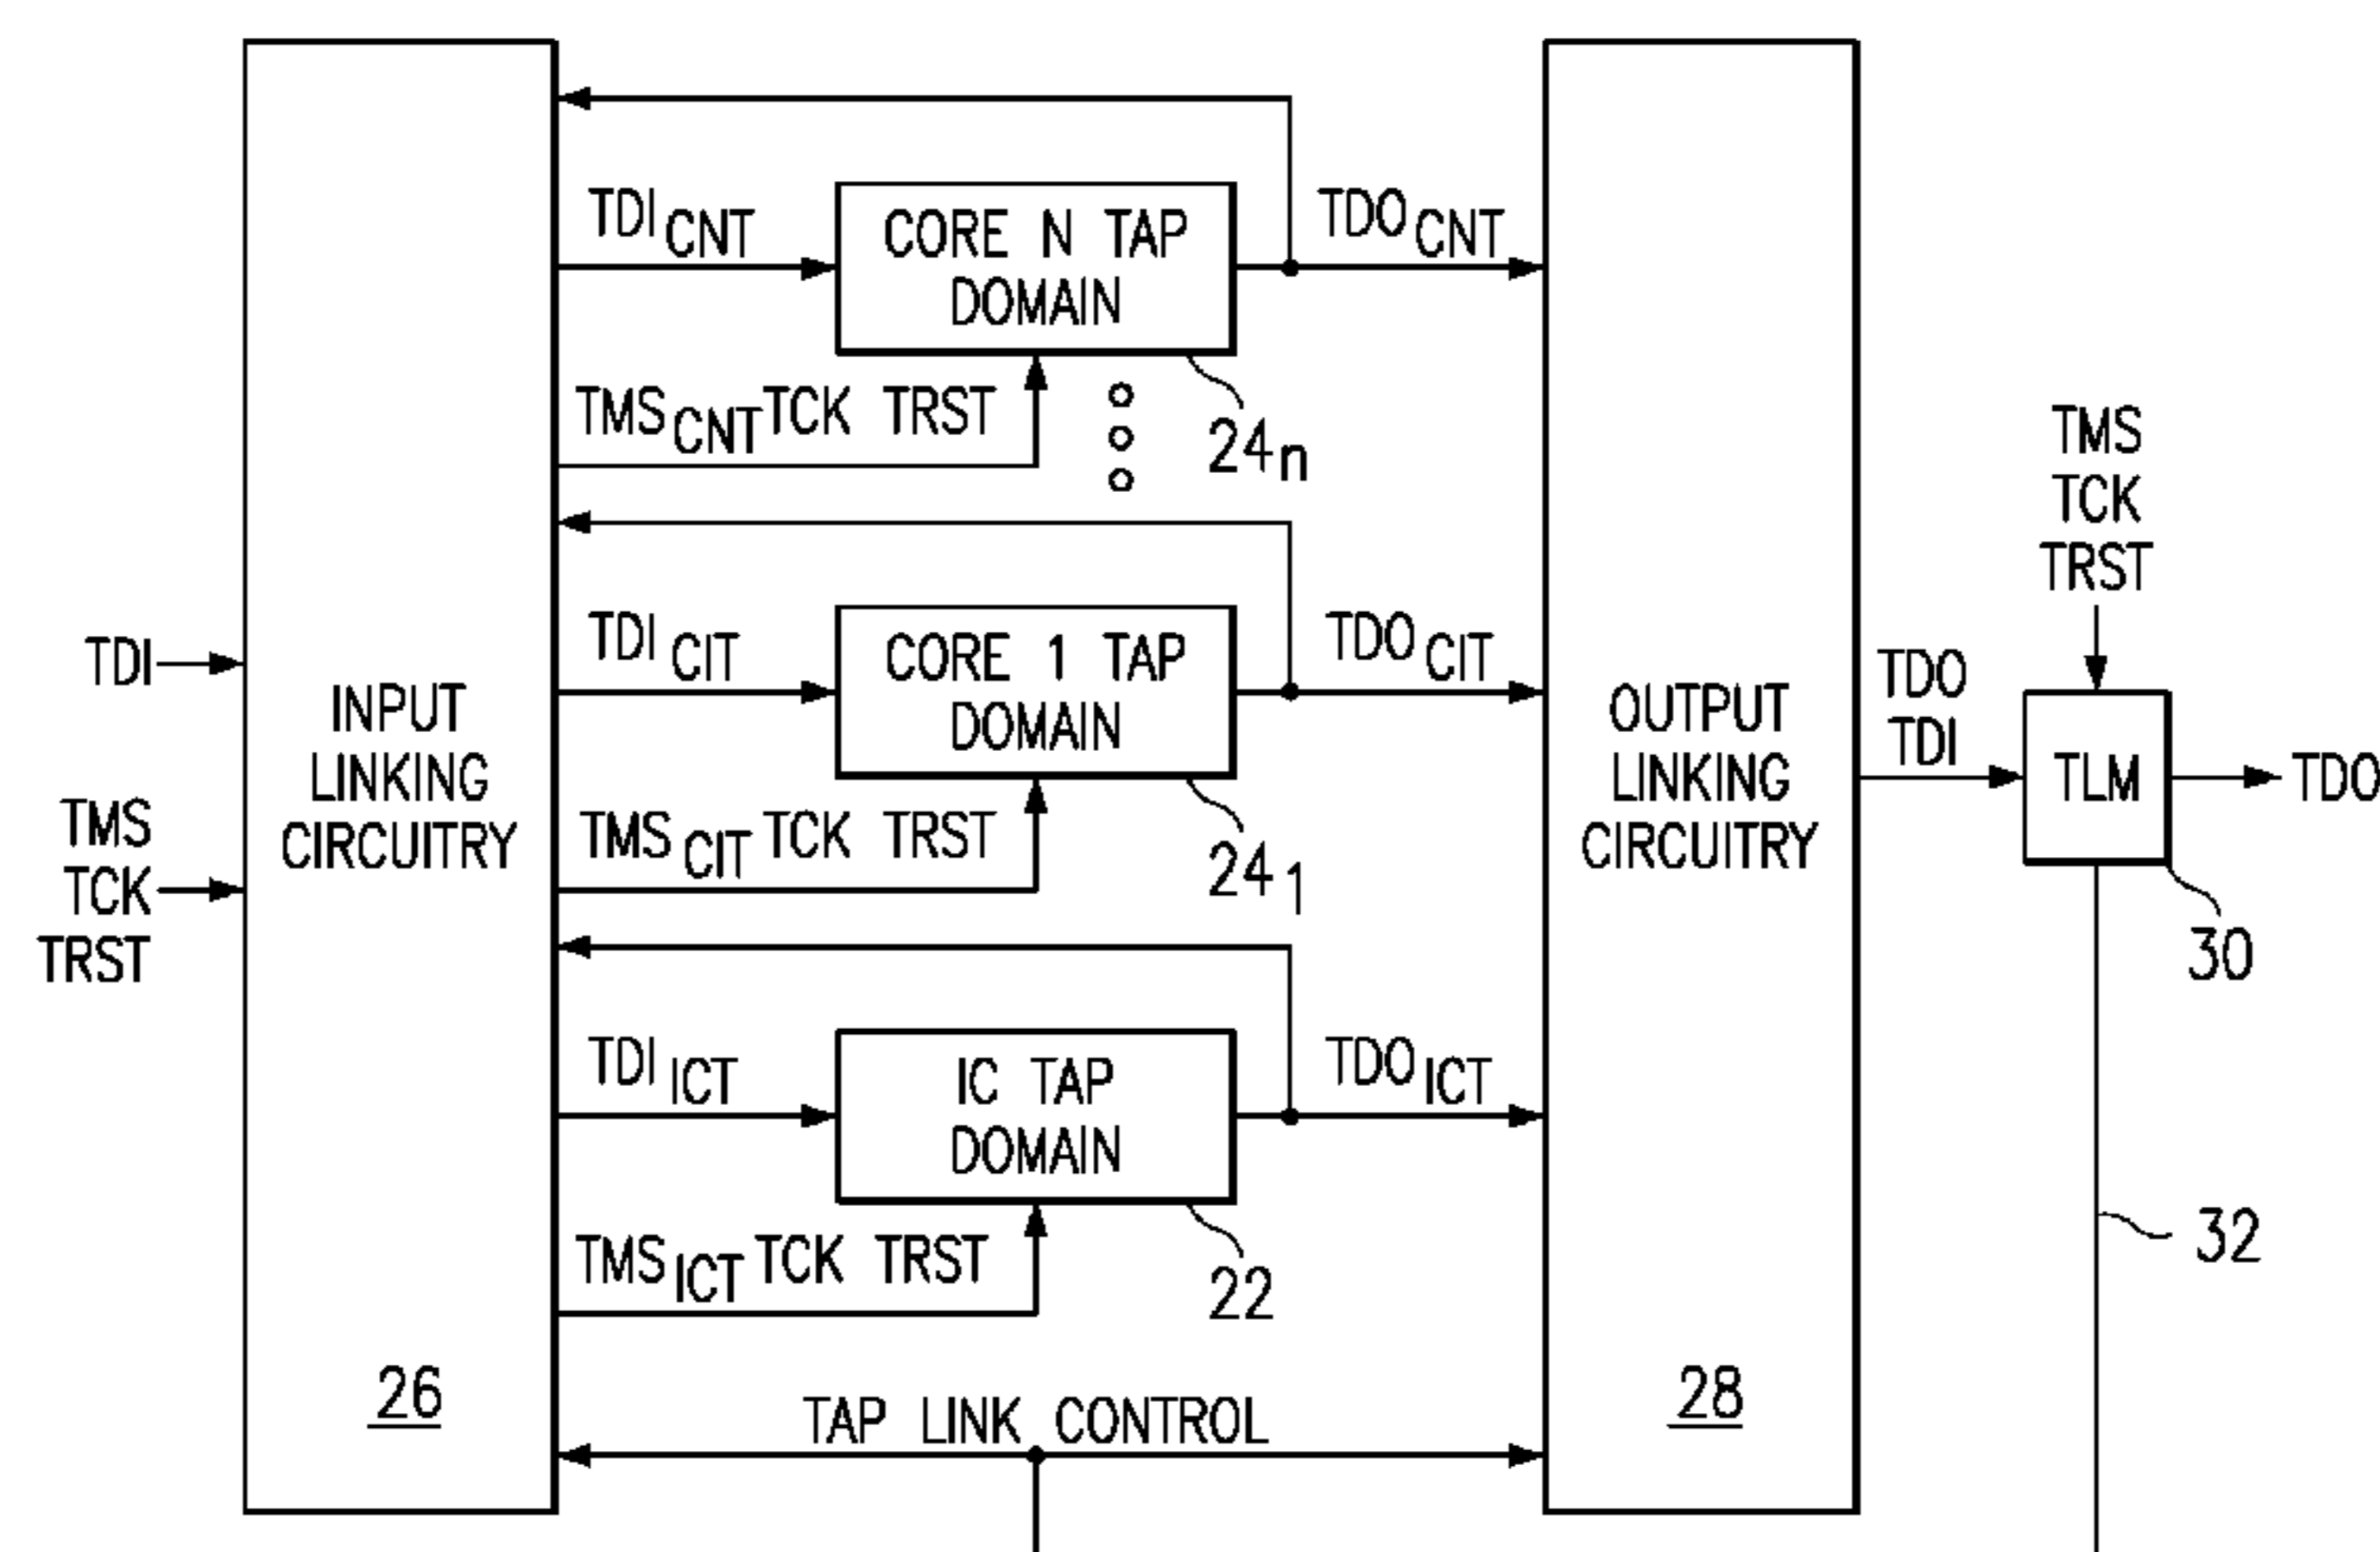 TDI CNT
CORE N TAP
DOMAIN
TDO CNT
TMS CNT TCK TRST
24n
TMS
TCK
TRST
TDI
TDI CIT
CORE 1 TAP
DOMAIN
TDO CIT
INPUT
LINKING
CIRCUITRY
OUTPUT
LINKING
CIRCUITRY
TDO
TDI
TLM
TDO
TMS
TCK
TRST
TMS CIT TCK TRST
24 1
30
TDI ICT
IC TAP
DOMAIN
TDO ICT
TMS ICT TCK TRST
22
32
26
TAP LINK CONTROL
28